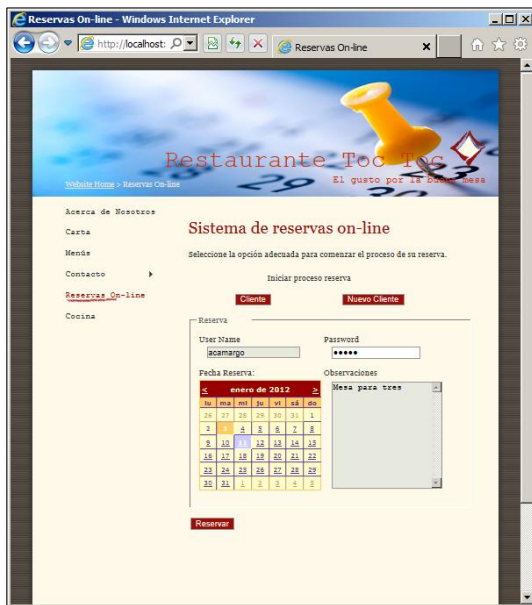 Reservas On-line - Windows Internet Explorer
http://localhost: Reservas On-line
Restaurante Toc Toc
El gusto por la buena mesa
Website Home > Reservas On-line
Acerca de Nosotros
Carta
Menús
Contacto
Reservas On-line
Cocina
Sistema de reservas on-line
Seleccione la opción adecuada para comenzar el proceso de su reserva.
Iniciar proceso reserva
Cliente Nuevo Cliente
Reserva
User Name Password
acamargo •••••
Fecha Reserva: Observaciones
< enero de 2012 >
lu ma mi ju vi sá do
26 27 28 29 30 31 1
2 3 4 5 6 7 8
9 10 11 12 13 14 15
16 17 18 19 20 21 22
23 24 25 26 27 28 29
30 31 1 2 3 4 5
Mesa para tres
Reservar